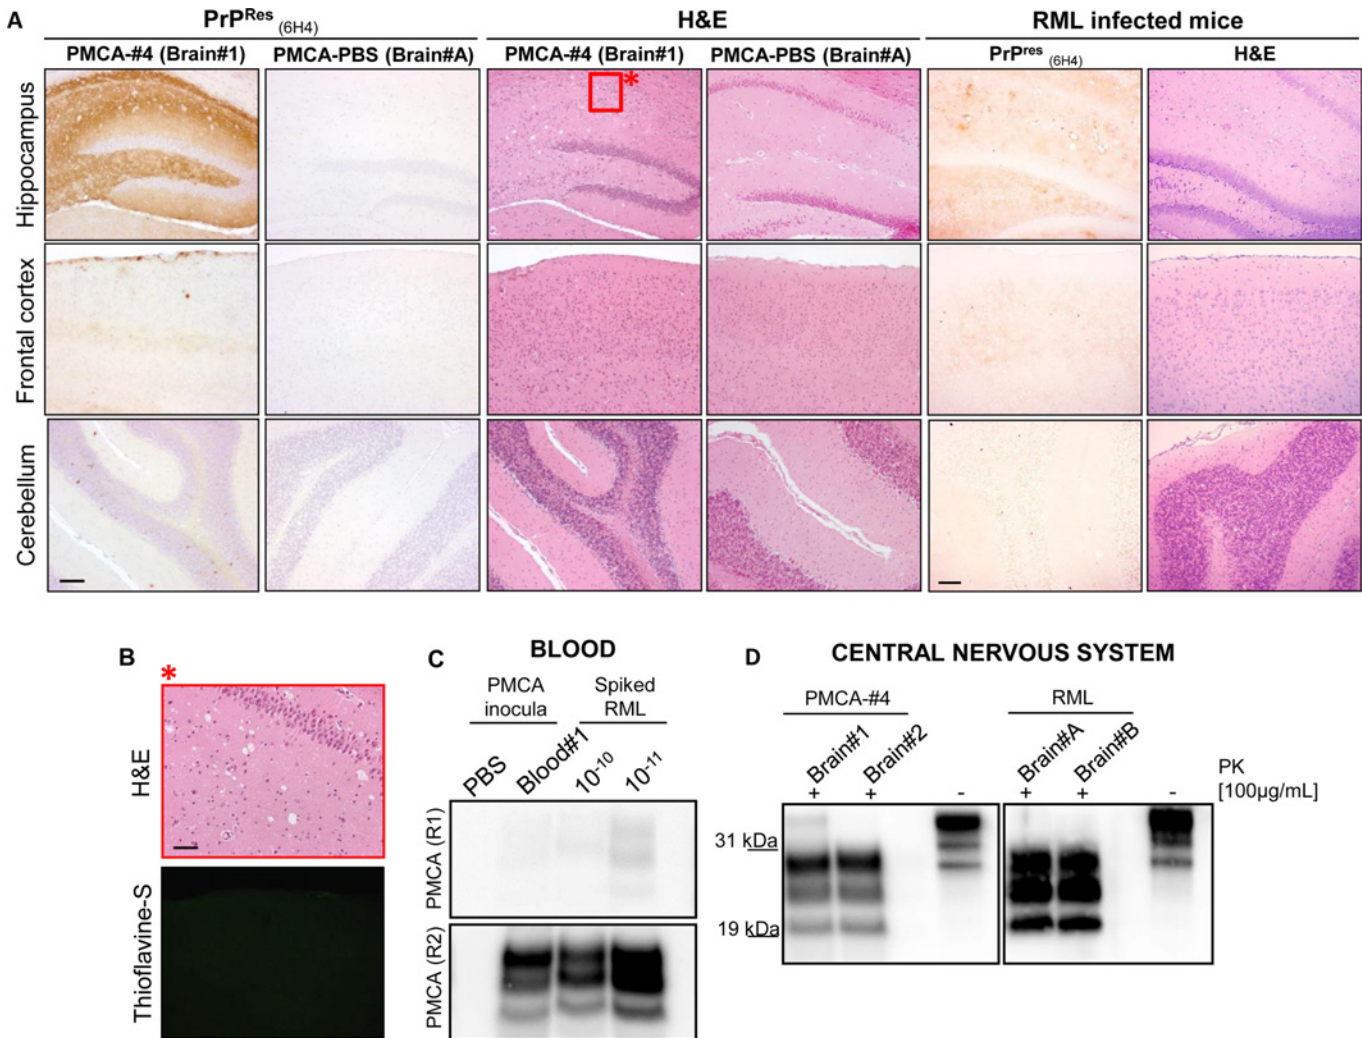 A
PrP^Res (6H4)
H&E
RML infected mice
PMCA-#4 (Brain#1)
PMCA-PBS (Brain#A)
PMCA-#4 (Brain#1)
PMCA-PBS (Brain#A)
PrP^res (6H4)
H&E
*
Hippocampus
Frontal cortex
Cerebellum
B
*
H&E
Thioflavine-S
C
BLOOD
PMCA inocula
Spiked RML
PBS
Blood#1
10^-10
10^-11
PMCA (R1)
PMCA (R2)
D
CENTRAL NERVOUS SYSTEM
PMCA-#4
RML
Brain#1
Brain#2
Brain#A
Brain#B
PK
+ + - + + - [100µg/mL]
31 kDa
19 kDa